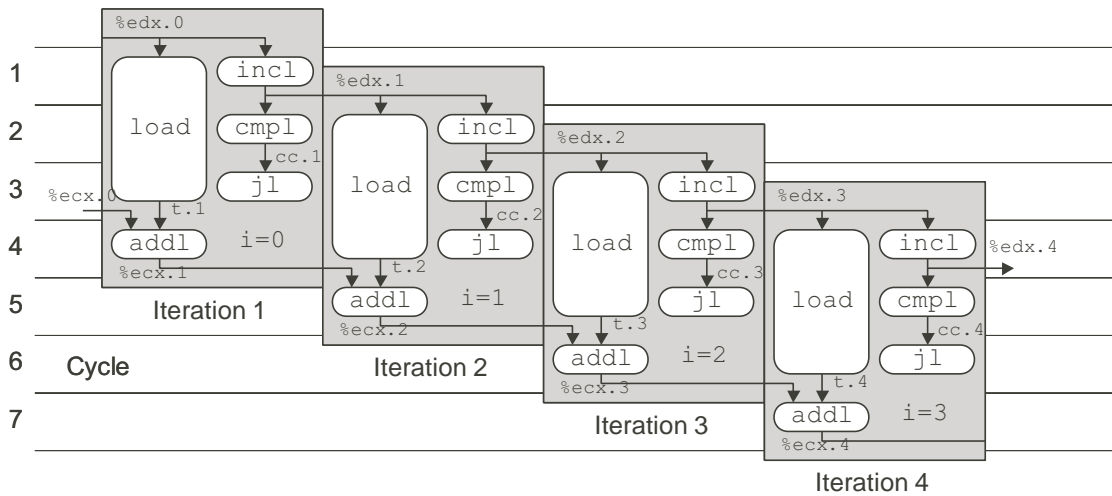 %edx.0
1
load
incl
%edx.1
2
cmpl
load
incl
%edx.2
cc.1
3
jl
cmpl
load
incl
%edx.3
%ecx.0
t.1
cc.2
4
addl
i=0
jl
cmpl
load
incl
%edx.4
%ecx.1
t.2
cc.3
5
Iteration 1
addl
i=1
jl
cmpl
%ecx.2
t.3
cc.4
6
Cycle
Iteration 2
addl
i=2
jl
%ecx.3
t.4
7
Iteration 3
addl
i=3
%ecx.4
Iteration 4